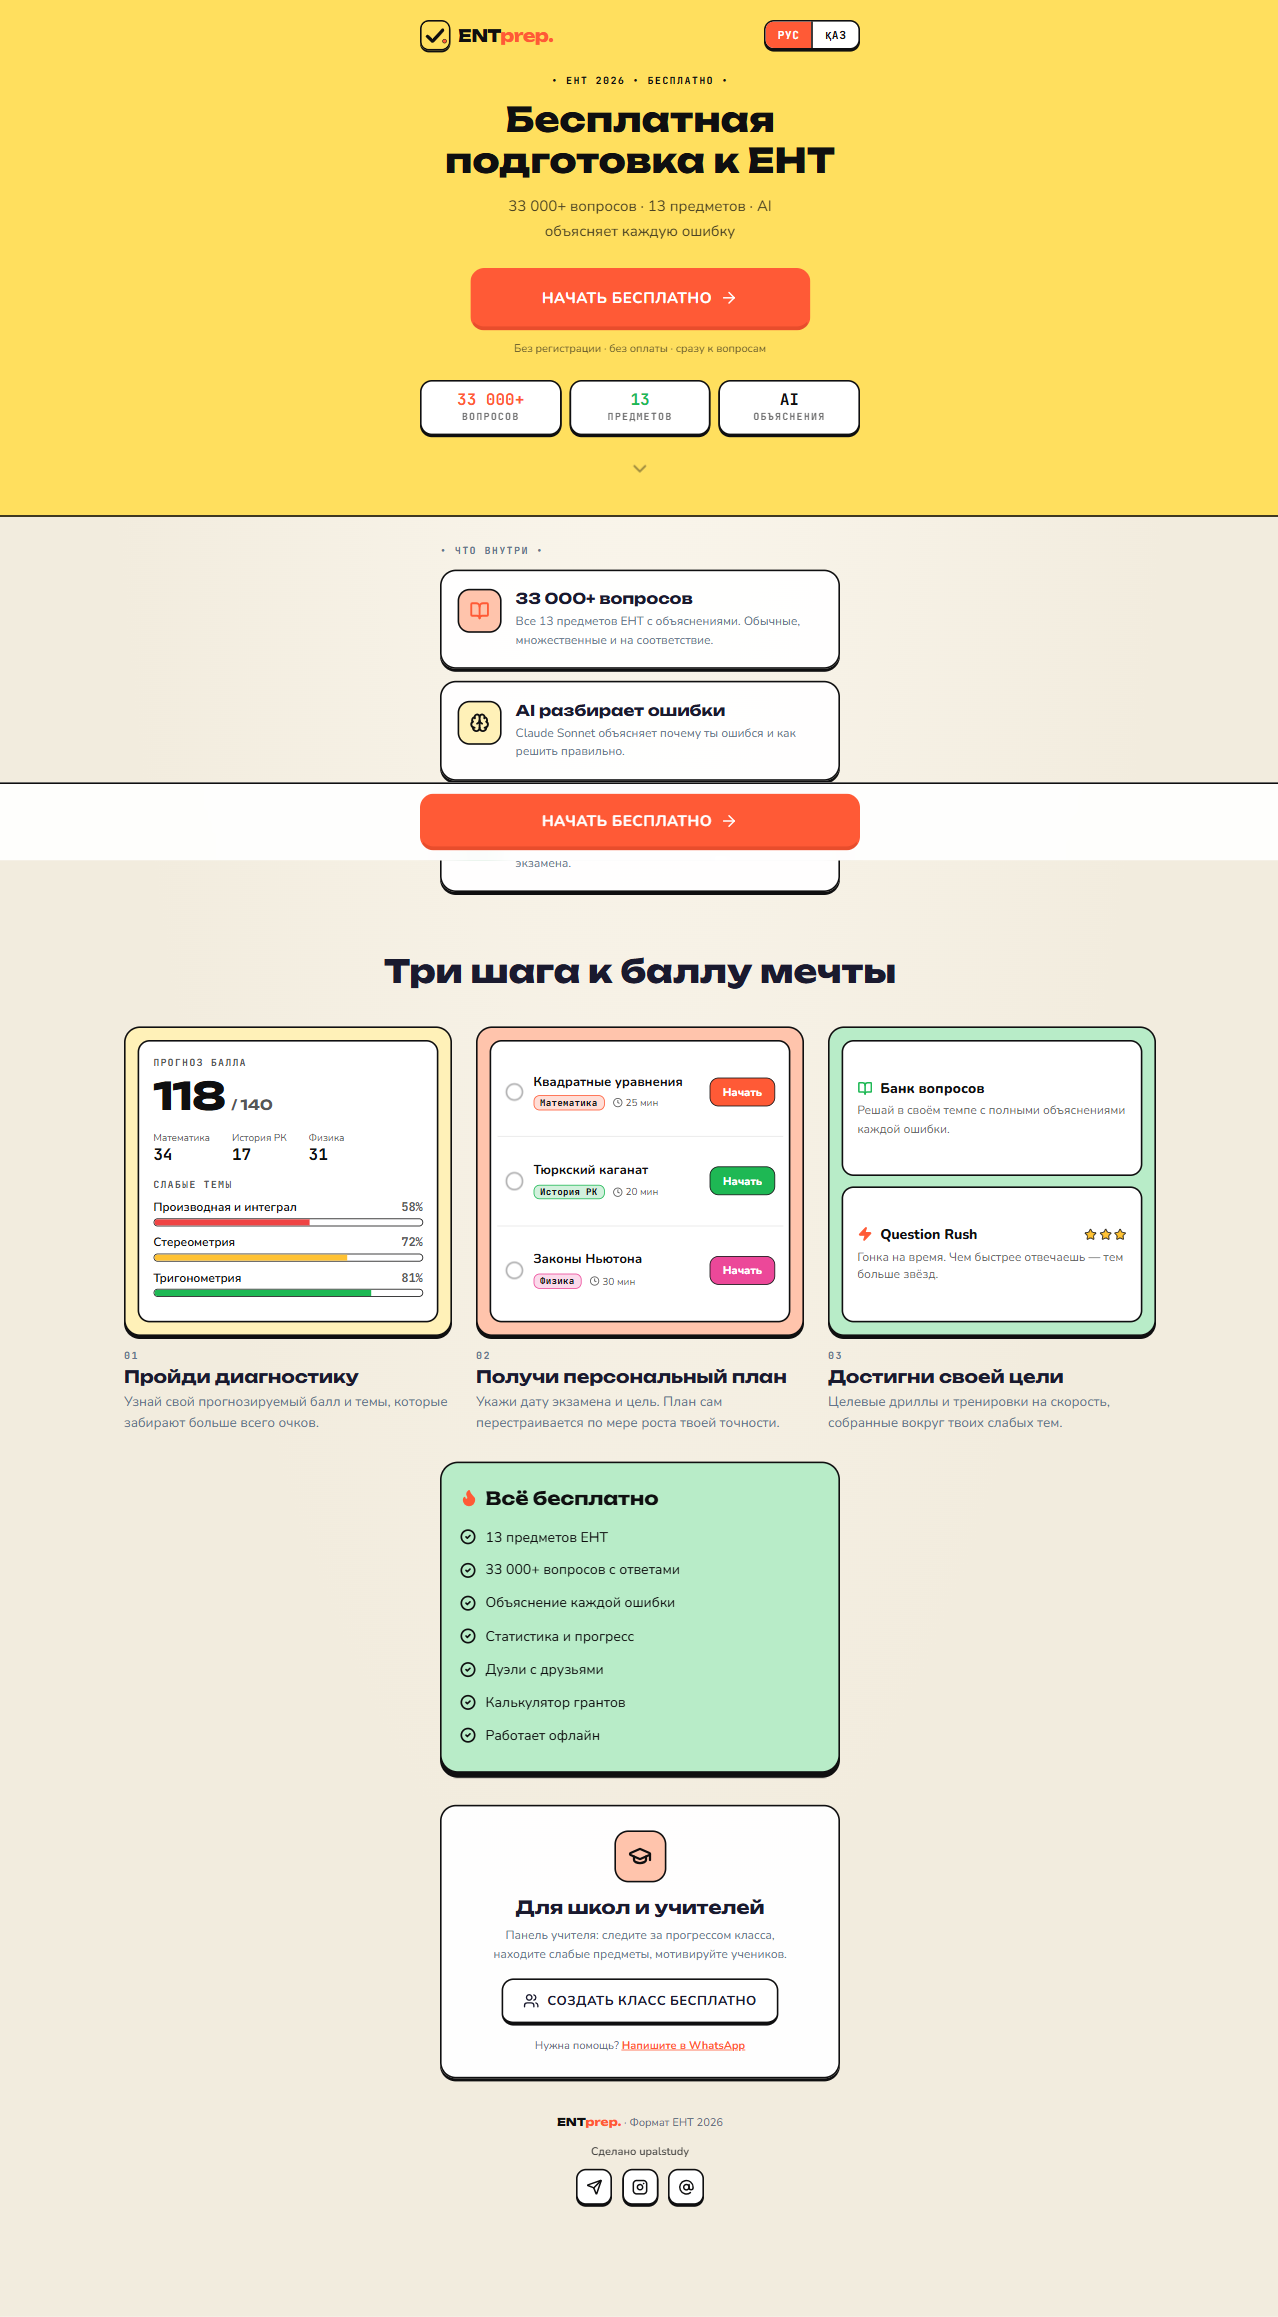 ENTprep.
РУС ҚАЗ
• ЕНТ 2026 • БЕСПЛАТНО •
Бесплатная
подготовка к ЕНТ
33 000+ вопросов · 13 предметов · AI
объясняет каждую ошибку
НАЧАТЬ БЕСПЛАТНО →
Без регистрации · без оплаты · сразу к вопросам
33 000+
ВОПРОСОВ
13
ПРЕДМЕТОВ
AI
ОБЪЯСНЕНИЯ
• ЧТО ВНУТРИ •
33 000+ вопросов
Все 13 предметов ЕНТ с объяснениями. Обычные,
множественные и на соответствие.
AI разбирает ошибки
Claude Sonnet объясняет почему ты ошибся и как
решить правильно.
НАЧАТЬ БЕСПЛАТНО →
экзамена.
Три шага к баллу мечты
ПРОГНОЗ БАЛЛА
118 / 140
Математика История РК Физика
34 17 31
СЛАБЫЕ ТЕМЫ
Производная и интеграл 58%
Стереометрия 72%
Тригонометрия 81%
01
Пройди диагностику
Узнай свой прогнозируемый балл и темы, которые
забирают больше всего очков.
Квадратные уравнения
Математика 25 мин
Начать
Тюркский каганат
История РК 20 мин
Начать
Законы Ньютона
Физика 30 мин
Начать
02
Получи персональный план
Укажи дату экзамена и цель. План сам
перестраивается по мере роста твоей точности.
Банк вопросов
Решай в своём темпе с полными объяснениями
каждой ошибки.
Question Rush
Гонка на время. Чем быстрее отвечаешь — тем
больше звёзд.
03
Достигни своей цели
Целевые дриллы и тренировки на скорость,
собранные вокруг твоих слабых тем.
Всё бесплатно
13 предметов ЕНТ
33 000+ вопросов с ответами
Объяснение каждой ошибки
Статистика и прогресс
Дуэли с друзьями
Калькулятор грантов
Работает офлайн
Для школ и учителей
Панель учителя: следите за прогрессом класса,
находите слабые предметы, мотивируйте учеников.
СОЗДАТЬ КЛАСС БЕСПЛАТНО
Нужна помощь? Напишите в WhatsApp
ENTprep. · Формат ЕНТ 2026
Сделано upalstudy